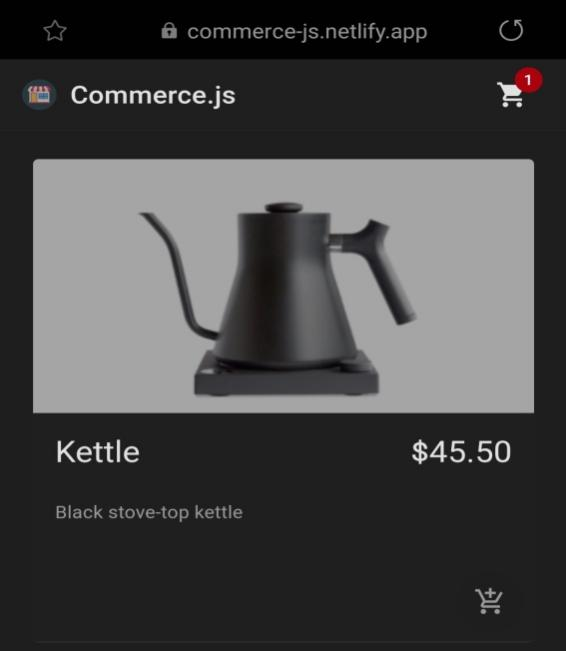 commerce-js.netlify.app
Commerce.js
1
Kettle
$45.50
Black stove-top kettle